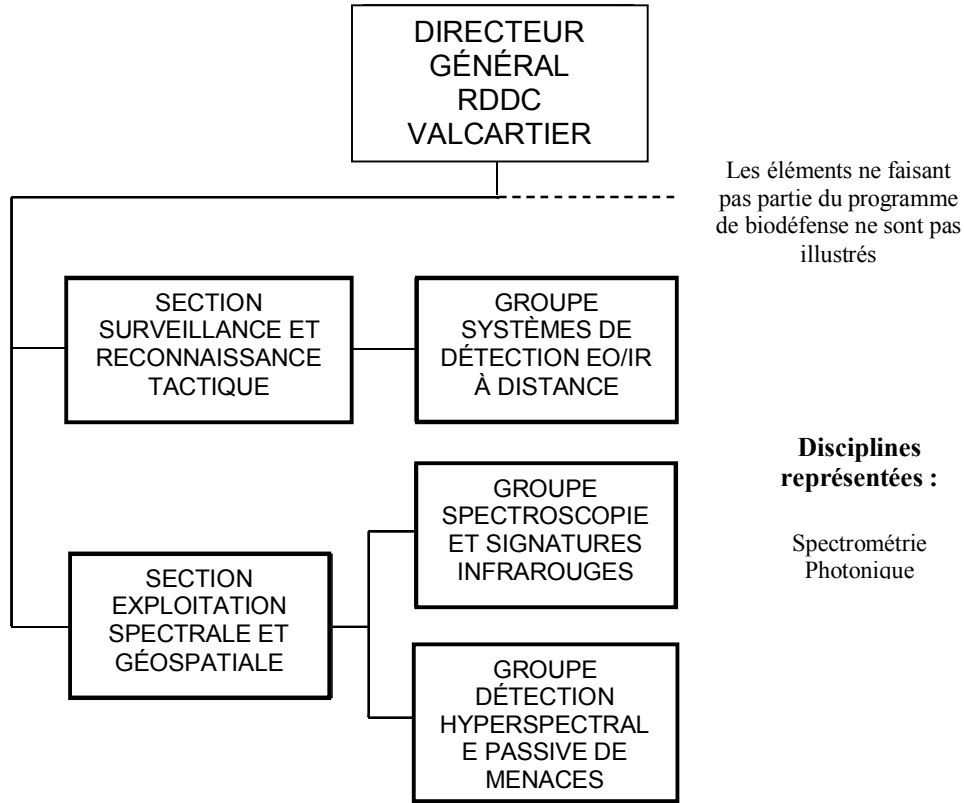 DIRECTEUR
GÉNÉRAL
RDDC
VALCARTIER
Les éléments ne faisant
pas partie du programme
de biodéfense ne sont pas
illustrés
SECTION
SURVEILLANCE ET
RECONNAISSANCE
TACTIQUE
GROUPE
SYSTÈMES DE
DÉTECTION EO/IR
À DISTANCE
Disciplines
représentées :
Spectrométrie
Photonique
GROUPE
SPECTROSCOPIE
ET SIGNATURES
INFRAROUGES
SECTION
EXPLOITATION
SPECTRALE ET
GÉOSPATIALE
GROUPE
DÉTECTION
HYPERSPECTRAL
E PASSIVE DE
MENACES